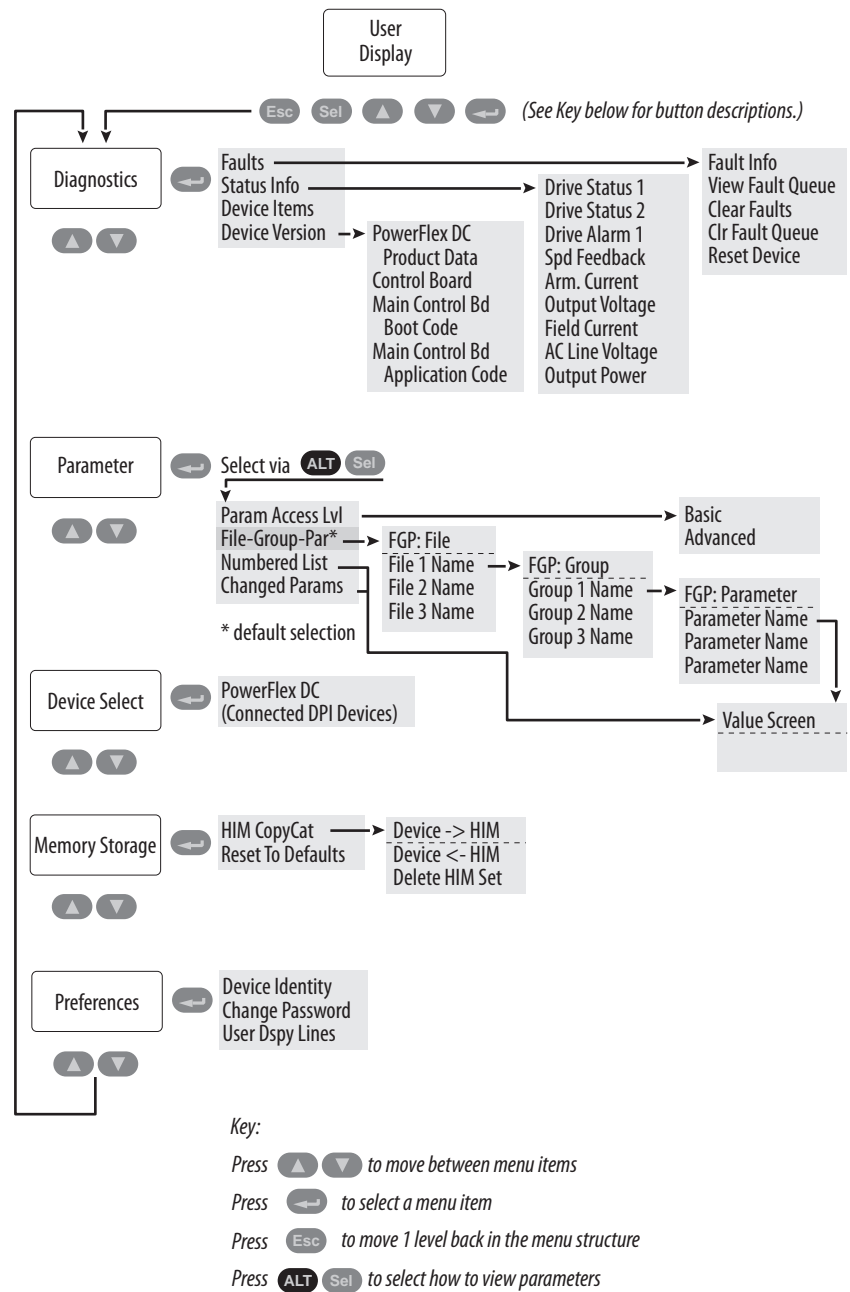 User
Display
Esc Sel (See Key below for button descriptions.)
Diagnostics
Faults
Status Info
Device Items
Device Version
PowerFlex DC
Product Data
Control Board
Main Control Bd
Boot Code
Main Control Bd
Application Code
Drive Status 1
Drive Status 2
Drive Alarm 1
Spd Feedback
Arm. Current
Output Voltage
Field Current
AC Line Voltage
Output Power
Fault Info
View Fault Queue
Clear Faults
Clr Fault Queue
Reset Device
Parameter
Select via ALT Sel
Param Access Lvl
File-Group-Par*
Numbered List
Changed Params
* default selection
Basic
Advanced
FGP: File
File 1 Name
File 2 Name
File 3 Name
FGP: Group
Group 1 Name
Group 2 Name
Group 3 Name
FGP: Parameter
Parameter Name
Parameter Name
Parameter Name
Value Screen
Device Select
PowerFlex DC
(Connected DPI Devices)
Memory Storage
HIM CopyCat
Reset To Defaults
Device -> HIM
Device <- HIM
Delete HIM Set
Preferences
Device Identity
Change Password
User Dspy Lines
Key:
Press to move between menu items
Press to select a menu item
Press Esc to move 1 level back in the menu structure
Press ALT Sel to select how to view parameters